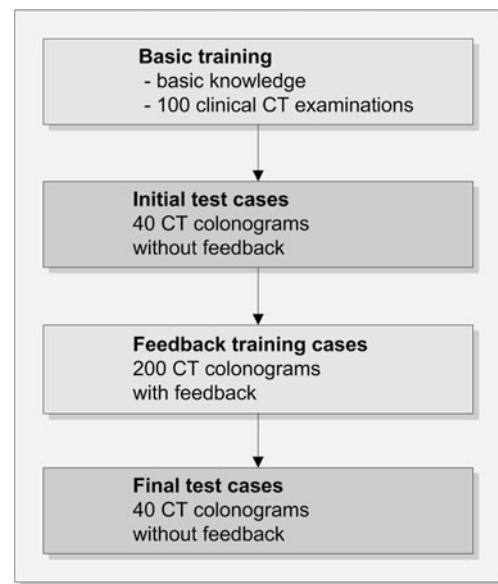 Basic training
- basic knowledge
- 100 clinical CT examinations
Initial test cases
40 CT colonograms
without feedback
Feedback training cases
200 CT colonograms
with feedback
Final test cases
40 CT colonograms
without feedback